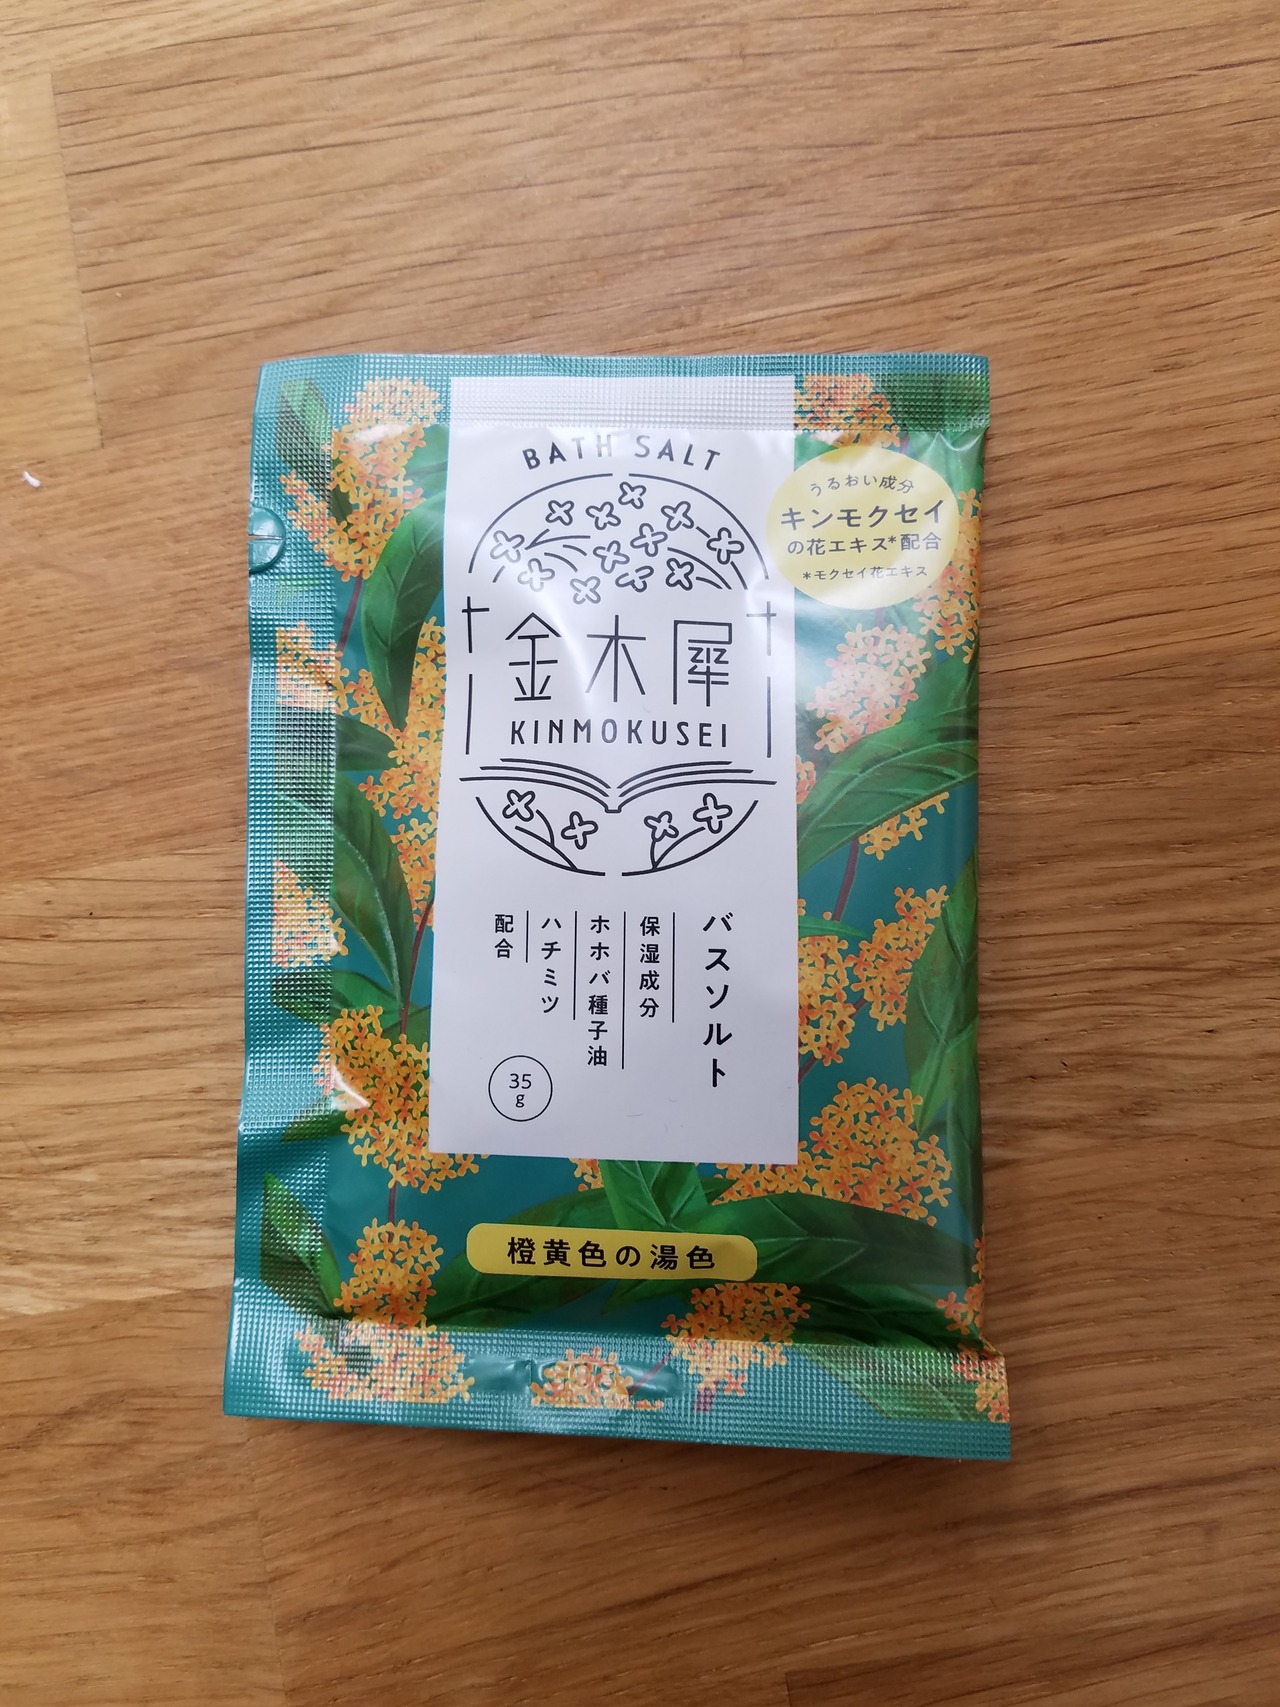 BATH SALT
うるおい成分
キンモクセイ
の花エキス*配合
*モクセイ花エキス
金木犀
KINMOKUSEI
バスソルト
保湿成分
ホホバ種子油
ハチミツ
配合
35
g
橙黄色の湯色